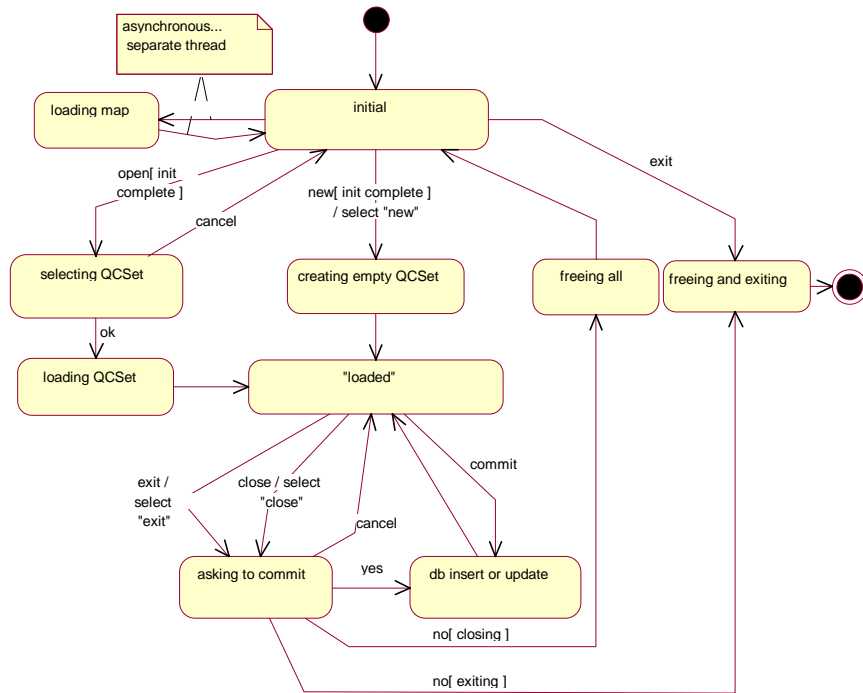 asynchronous...
separate thread
loading map
initial
open[ init
complete ]
cancel
new[ init complete ]
/ select "new"
exit
selecting QCSet
creating empty QCSet
freeing all
freeing and exiting
ok
loading QCSet
"loaded"
exit /
select
"exit"
close / select
"close"
cancel
commit
asking to commit
yes
db insert or update
no[ closing ]
no[ exiting ]